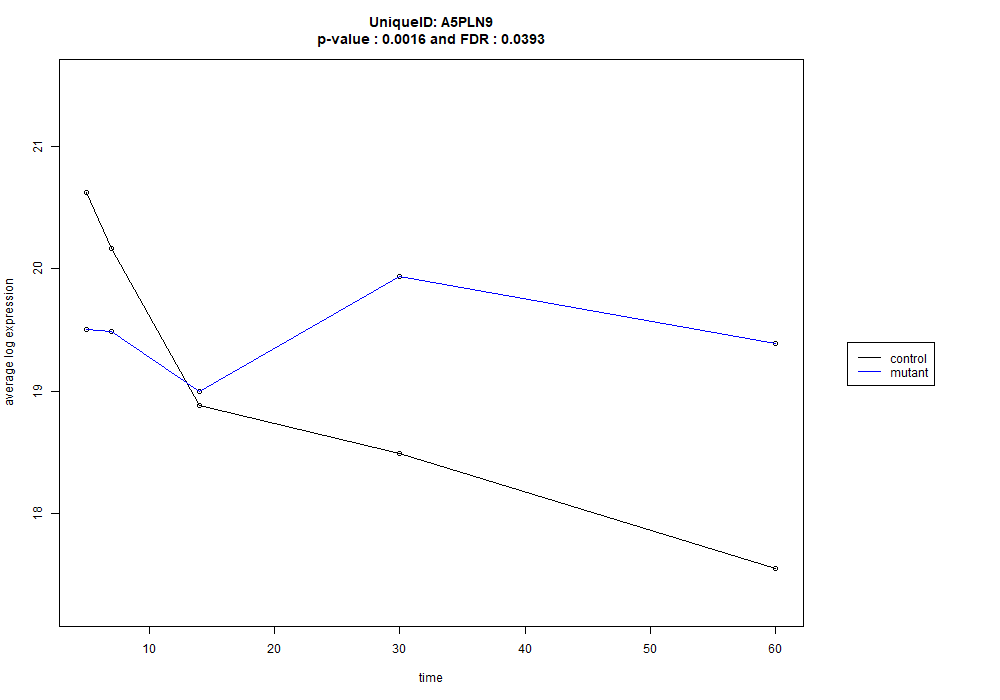 UniqueID: A5PLN9
p-value : 0.0016 and FDR : 0.0393
average log expression
21
20
19
18
10 20 30 40 50 60
time
control
mutant